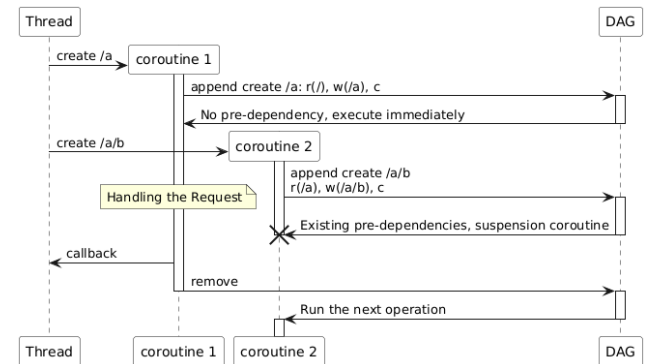 Thread
DAG
create /a
coroutine 1
append create /a: r(/), w(/a), c
No pre-dependency, execute immediately
create /a/b
coroutine 2
append create /a/b
r(/a), w(/a/b), c
Handling the Request
Existing pre-dependencies, suspension coroutine
callback
remove
Run the next operation
Thread
coroutine 1
coroutine 2
DAG